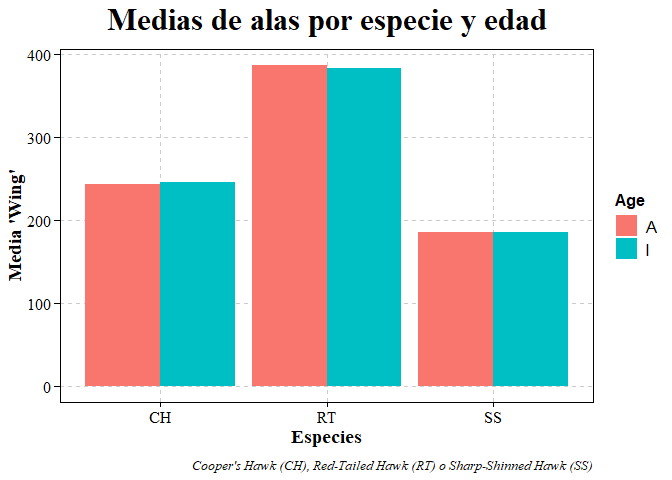 Medias de alas por especie y edad
400
300
200
100
0
Media 'Wing'
CH RT SS
Especies
Age
A
I
Cooper's Hawk (CH), Red-Tailed Hawk (RT) o Sharp-Shinned Hawk (SS)